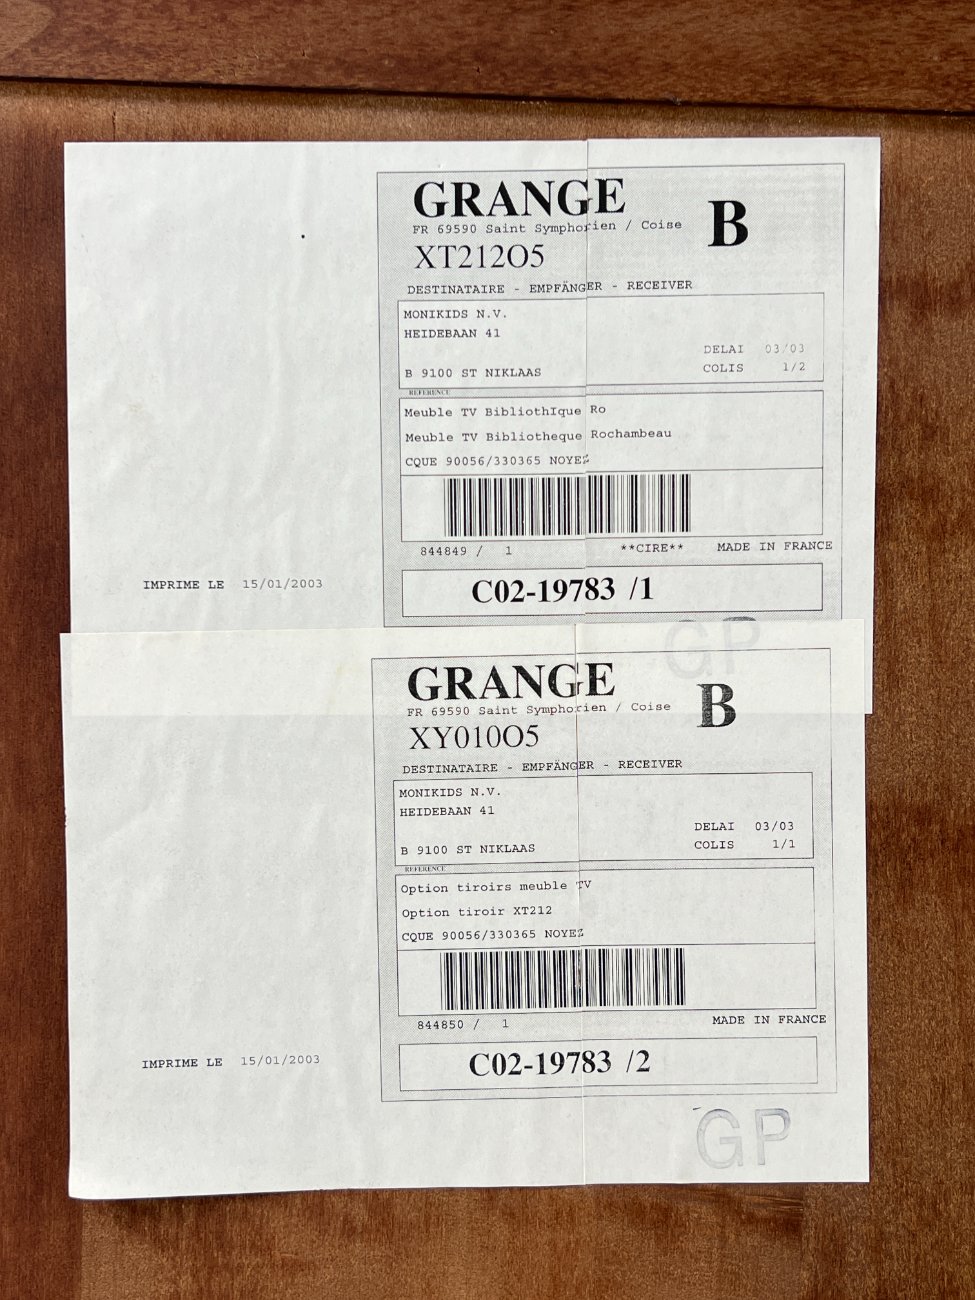 GRANGE
B
FR 69590 Saint Symphorien / Coise
XT212O5
DESTINATAIRE - EMPFÄNGER - RECEIVER
MONIKIDS N.V.
HEIDEBAAN 41
DELAI 03/03
B 9100 ST NIKLAAS
COLIS 1/2
REFERENCE
Meuble TV BibliothIque Ro
Meuble TV Bibliotheque Rochambeau
CQUE 90056/330365 NOYE
844849 / 1
**CIRE**
MADE IN FRANCE
IMPRIME LE 15/01/2003
C02-19783 /1
GP
GRANGE
B
FR 69590 Saint Symphorien / Coise
XY010O5
DESTINATAIRE - EMPFÄNGER - RECEIVER
MONIKIDS N.V.
HEIDEBAAN 41
DELAI 03/03
B 9100 ST NIKLAAS
COLIS 1/1
REFERENCE
Option tiroirs meuble TV
Option tiroir XT212
CQUE 90056/330365 NOYE
844850 / 1
MADE IN FRANCE
IMPRIME LE 15/01/2003
C02-19783 /2
GP